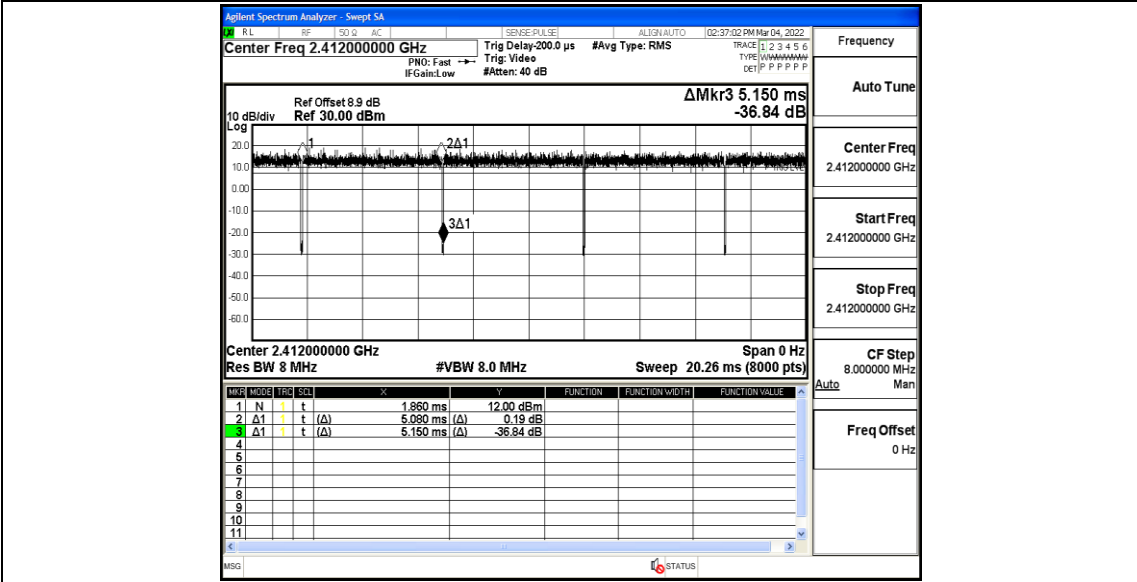 Agilent Spectrum Analyzer - Swept SA
RL RF 50 Ω AC SENSE:PULSE ALIGN AUTO 02:37:02 PM Mar 04, 2022
Center Freq 2.412000000 GHz
PNO: Fast
IFGain:Low
Trig Delay-200.0 µs
Trig: Video
#Atten: 40 dB
#Avg Type: RMS
TRACE 1 2 3 4 5 6
TYPE WWWWWW
DET P P P P P P
Ref Offset 8.9 dB
10 dB/div Ref 30.00 dBm
Log
ΔMkr3 5.150 ms
-36.84 dB
20.0
10.0
0.00
-10.0
-20.0
-30.0
-40.0
-50.0
-60.0
1
2Δ1
3Δ1
Center 2.412000000 GHz Span 0 Hz
Res BW 8 MHz #VBW 8.0 MHz Sweep 20.26 ms (8000 pts)
MKR MODE TRC SCL X Y FUNCTION FUNCTION WIDTH FUNCTION VALUE
1 N t 1.860 ms 12.00 dBm
2 Δ1 t (Δ) 5.080 ms (Δ) 0.19 dB
3 Δ1 t (Δ) 5.150 ms (Δ) -36.84 dB
4
5
6
7
8
9
10
11
MSG STATUS
Frequency
Auto Tune
Center Freq
2.412000000 GHz
Start Freq
2.412000000 GHz
Stop Freq
2.412000000 GHz
CF Step
8.000000 MHz
Auto Man
Freq Offset
0 Hz